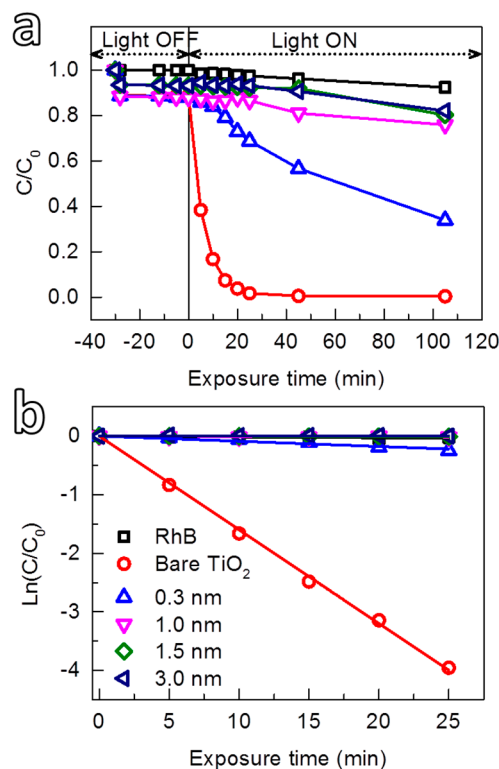 a
Light OFF Light ON
1.0
0.8
0.6
0.4
0.2
0.0
C/C₀
-40 -20 0 20 40 60 80 100 120
Exposure time (min)
b
0
-1
-2
-3
-4
Ln(C/C₀)
RhB
Bare TiO₂
0.3 nm
1.0 nm
1.5 nm
3.0 nm
0 5 10 15 20 25
Exposure time (min)